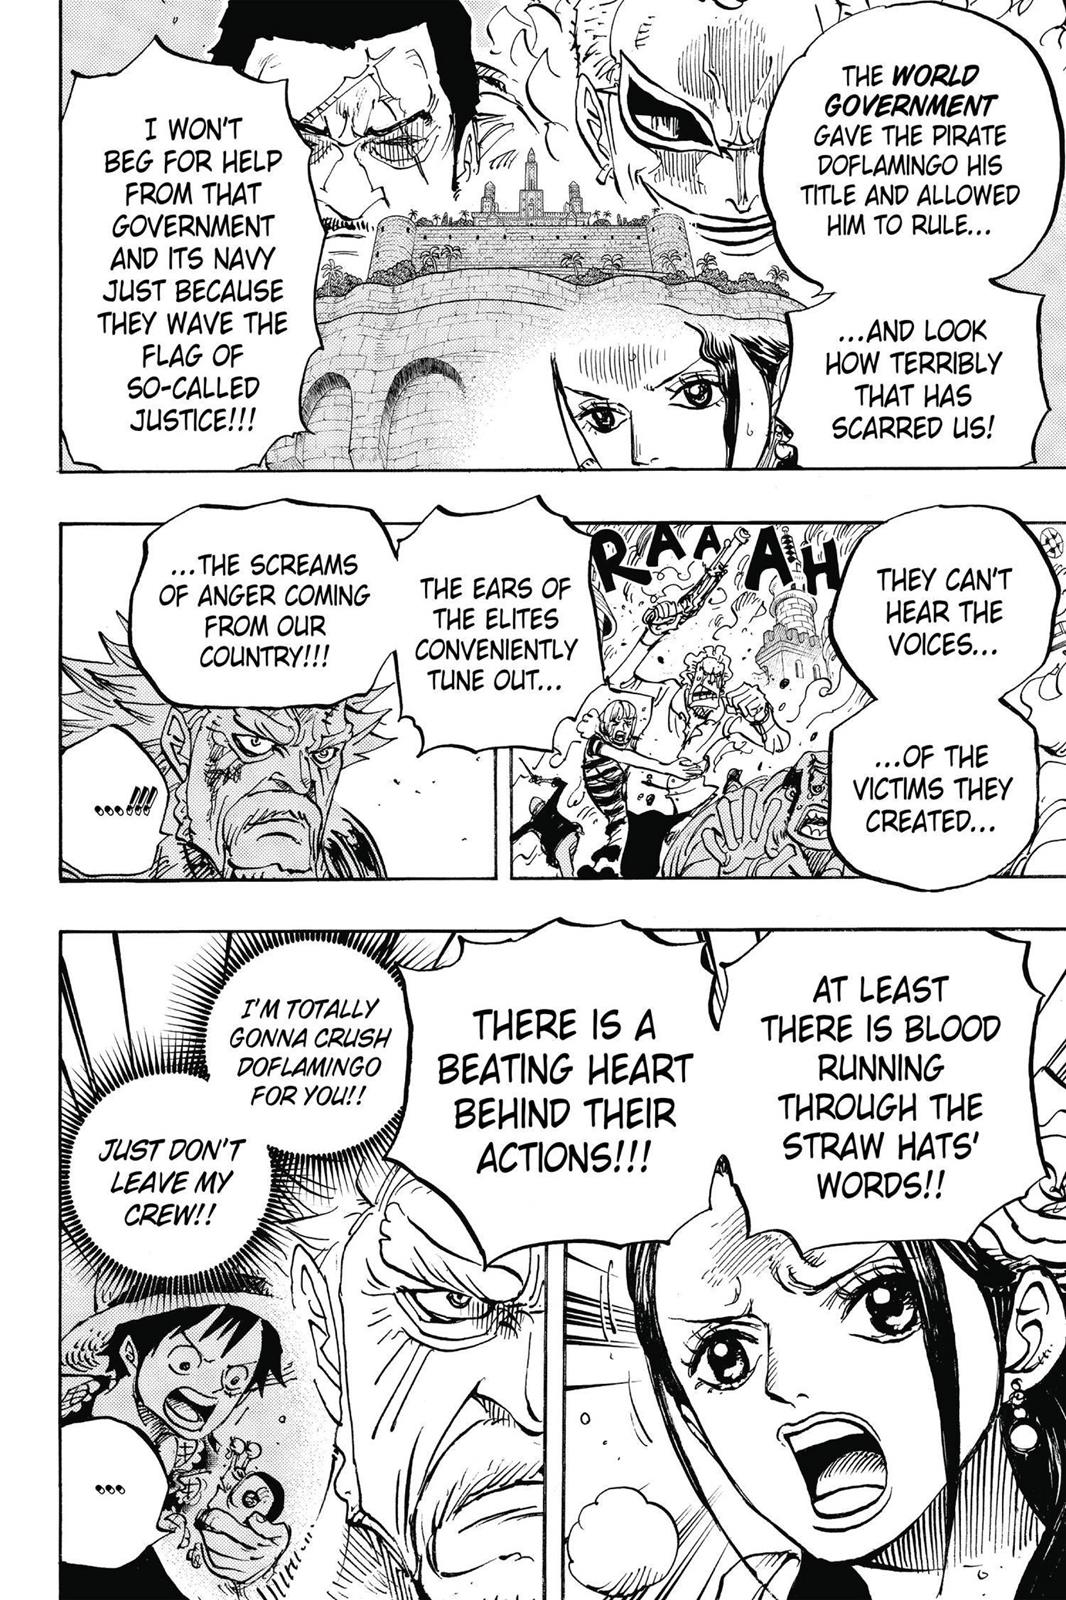 THE WORLD
GOVERNMENT
GAVE THE PIRATE
DOFLAMINGO HIS
TITLE AND ALLOWED
HIM TO RULE...
...AND LOOK
HOW TERRIBLY
THAT HAS
SCARRED US!
I WON'T
BEG FOR HELP
FROM THAT
GOVERNMENT
AND ITS NAVY
JUST BECAUSE
THEY WAVE THE
FLAG OF
SO-CALLED
JUSTICE!!!
THEY CAN'T
HEAR THE
VOICES...
...OF THE
VICTIMS THEY
CREATED...
RAAAAH
THE EARS OF
THE ELITES
CONVENIENTLY
TUNE OUT...
...THE SCREAMS
OF ANGER COMING
FROM OUR
COUNTRY!!!
...!!!
AT LEAST
THERE IS BLOOD
RUNNING
THROUGH THE
STRAW HATS'
WORDS!!
THERE IS A
BEATING HEART
BEHIND THEIR
ACTIONS!!!
I'M TOTALLY
GONNA CRUSH
DOFLAMINGO
FOR YOU!!
JUST DON'T
LEAVE MY
CREW!!
...